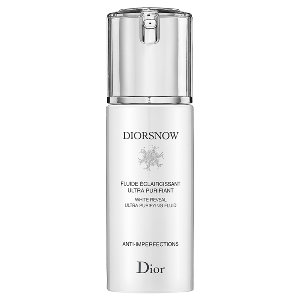 DIORSNOW
FLUIDE ÉCLAIRCISSANT
ULTRA PURIFIANT
WHITE REVEAL
ULTRA PURIFYING FLUID
ANTI-IMPERFECTIONS
Dior